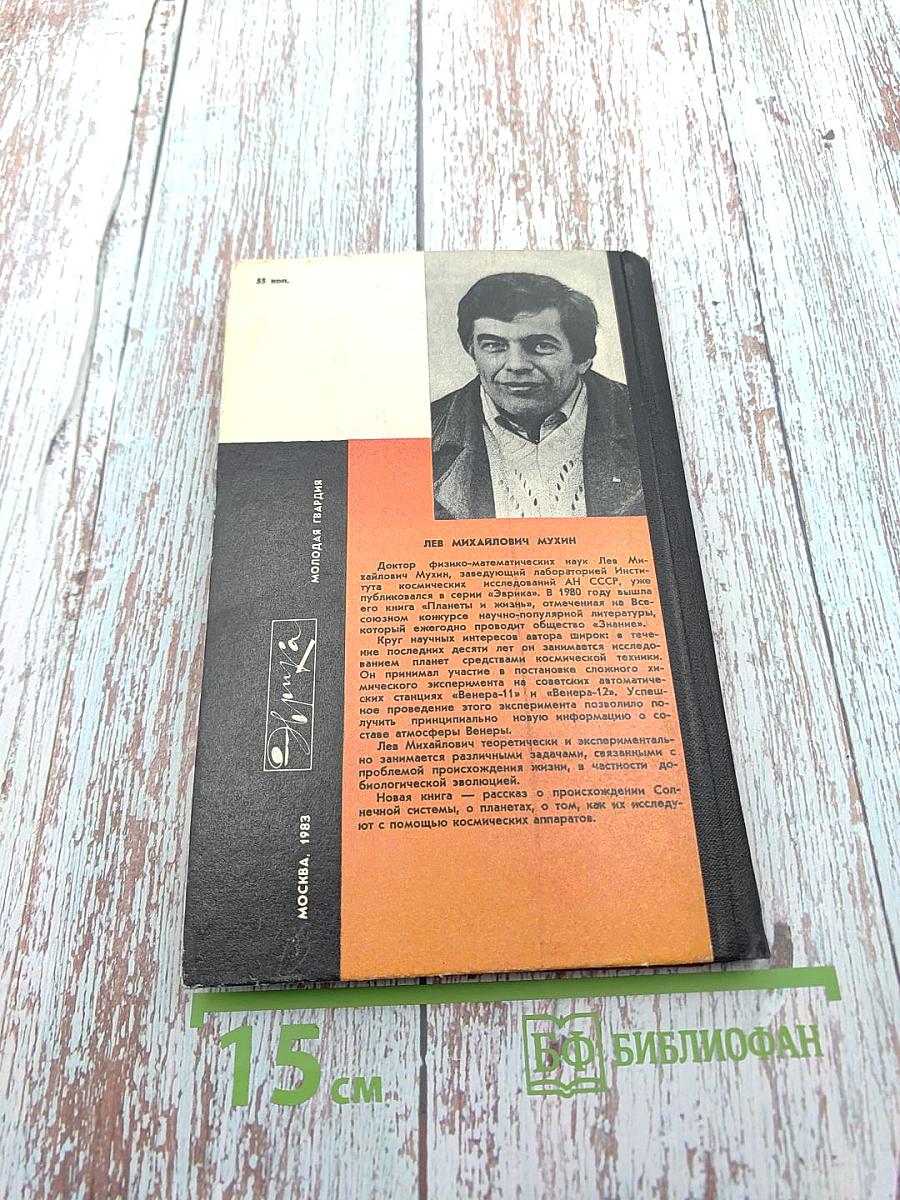 55 коп.
ЛЕВ МИХАЙЛОВИЧ МУХИН
Доктор физико-математических наук Лев Ми-
хайлович Мухин, заведующий лабораторией Инсти-
тута космических исследований АН СССР, уже
публиковался в серии «Эврика». В 1980 году вышла
его книга «Планеты и жизнь», отмеченная на Все-
союзном конкурсе научно-популярной литературы,
который ежегодно проводит общество «Знание».
Круг научных интересов автора широк: в тече-
ние последних десяти лет он занимается исследо-
ванием планет средствами космической техники.
Он принимал участие в постановке сложного хи-
мического эксперимента на советских автоматиче-
ских станциях «Венера-11» и «Венера-12». Успеш-
ное проведение этого эксперимента позволило по-
лучить принципиально новую информацию о со-
ставе атмосферы Венеры.
Лев Михайлович теоретически и эксперименталь-
но занимается различными задачами, связанными с
проблемой происхождения жизни, в частности до-
биологической эволюцией.
Новая книга — рассказ о происхождении Сол-
нечной системы, о планетах, о том, как их исследу-
ют с помощью космических аппаратов.
МОСКВА, 1983
Эврика
МОЛОДАЯ ГВАРДИЯ
15 см
БФ БИБЛИОФАН